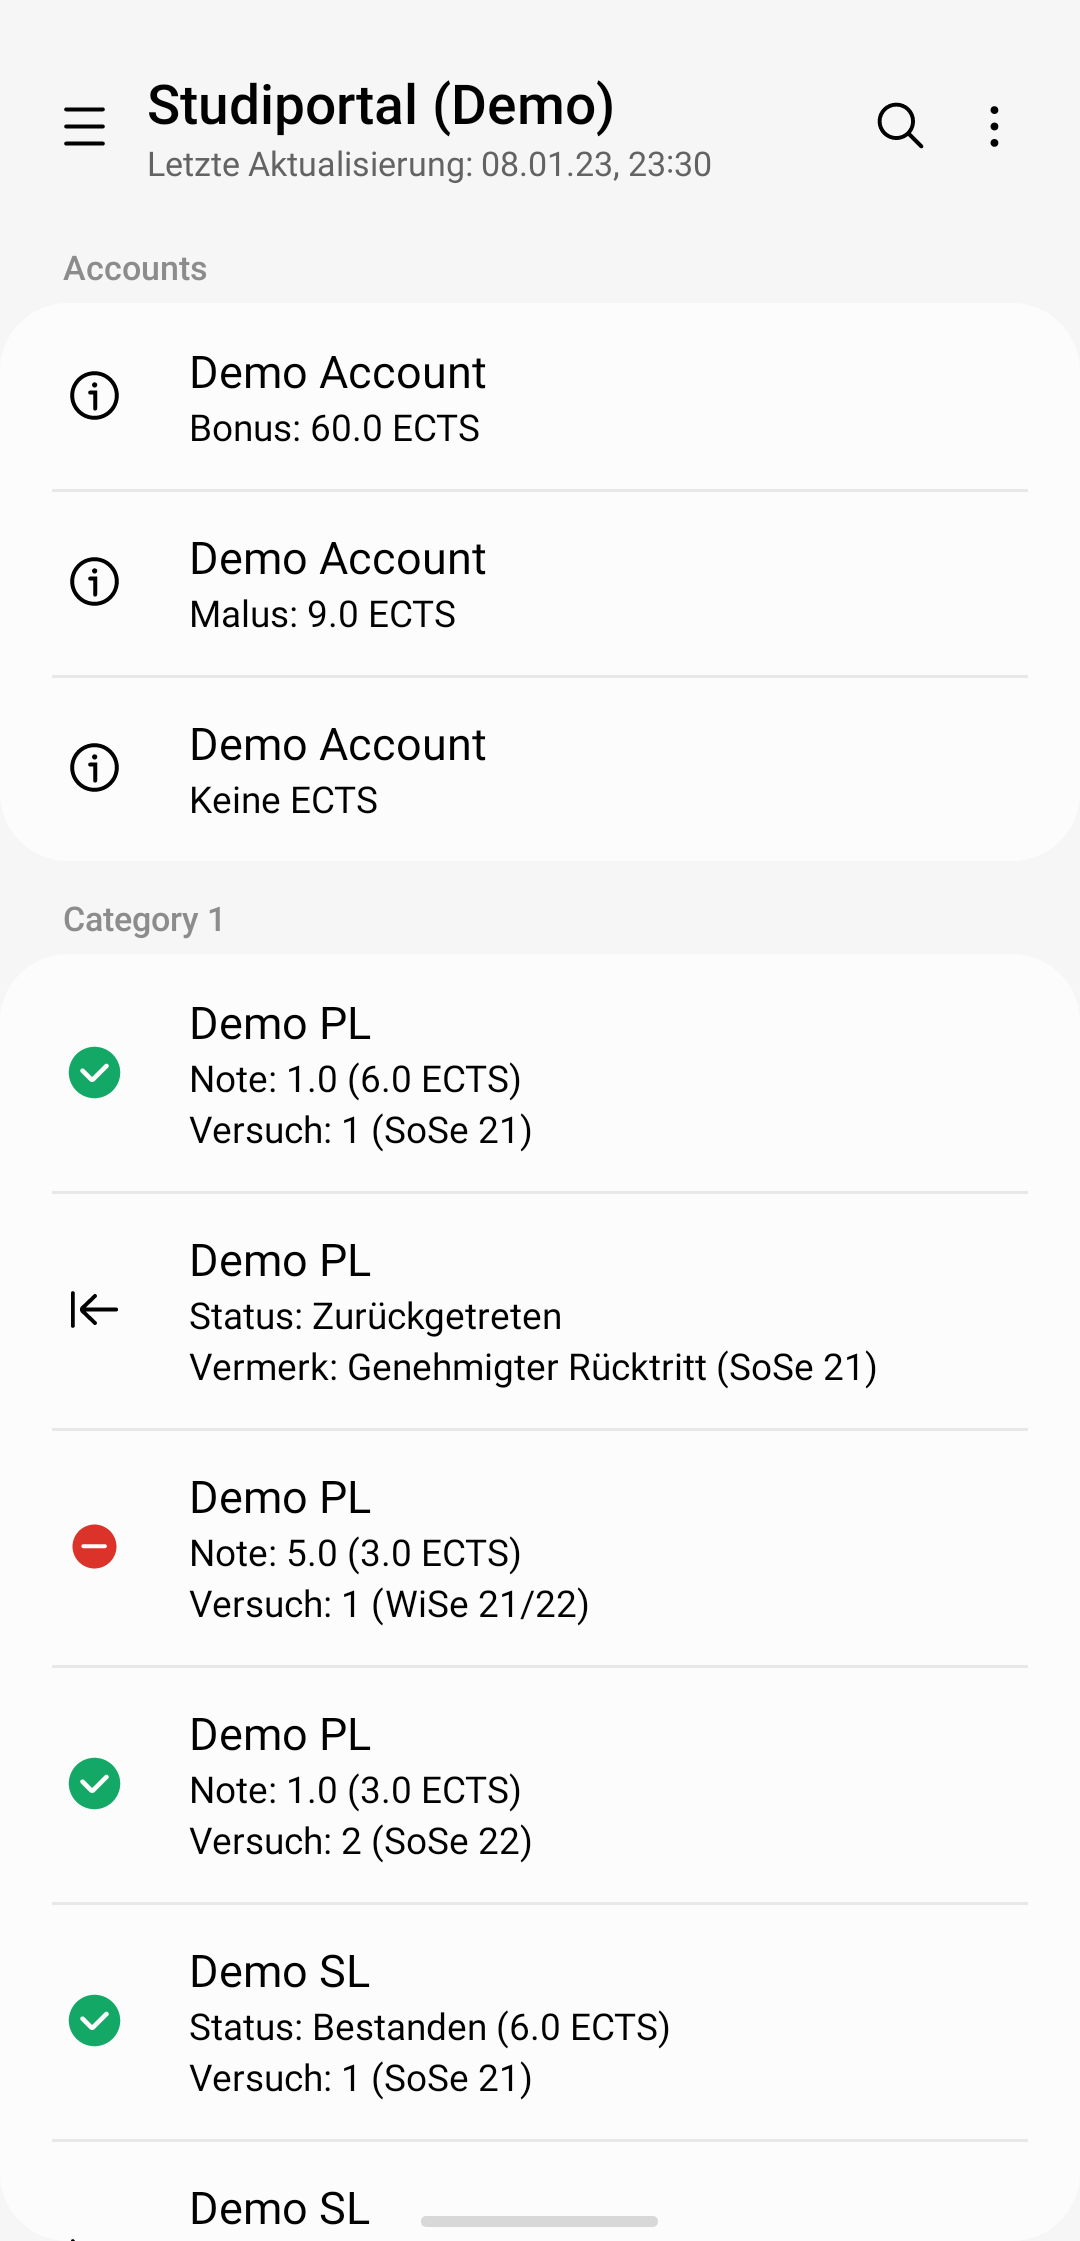 Studiportal (Demo)
Letzte Aktualisierung: 08.01.23, 23:30
Accounts
Demo Account
Bonus: 60.0 ECTS
Demo Account
Malus: 9.0 ECTS
Demo Account
Keine ECTS
Category 1
Demo PL
Note: 1.0 (6.0 ECTS)
Versuch: 1 (SoSe 21)
Demo PL
Status: Zurückgetreten
Vermerk: Genehmigter Rücktritt (SoSe 21)
Demo PL
Note: 5.0 (3.0 ECTS)
Versuch: 1 (WiSe 21/22)
Demo PL
Note: 1.0 (3.0 ECTS)
Versuch: 2 (SoSe 22)
Demo SL
Status: Bestanden (6.0 ECTS)
Versuch: 1 (SoSe 21)
Demo SL